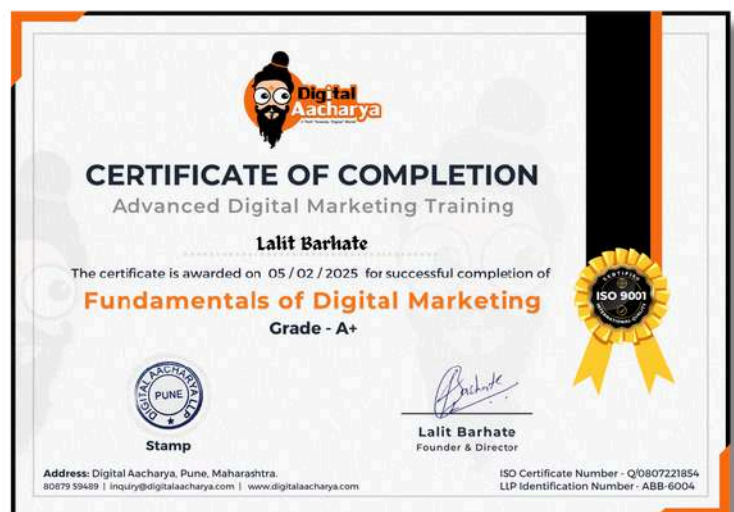 Digital
Aacharya
CERTIFICATE OF COMPLETION
Advanced Digital Marketing Training
Lalit Barhate
The certificate is awarded on 05 / 02 / 2025 for successful completion of
Fundamentals of Digital Marketing
Grade - A+
CERTIFIED
ISO 9001
INTERNATIONAL QUALITY
DIGITAL AACHARYA LLP
PUNE
Stamp
Lalit Barhate
Founder & Director
Address: Digital Aacharya, Pune, Maharashtra.
80879 59489 | inquiry@digitalaacharya.com | www.digitalaacharya.com
ISO Certificate Number - Q/0807221854
LLP Identification Number - ABB-6004